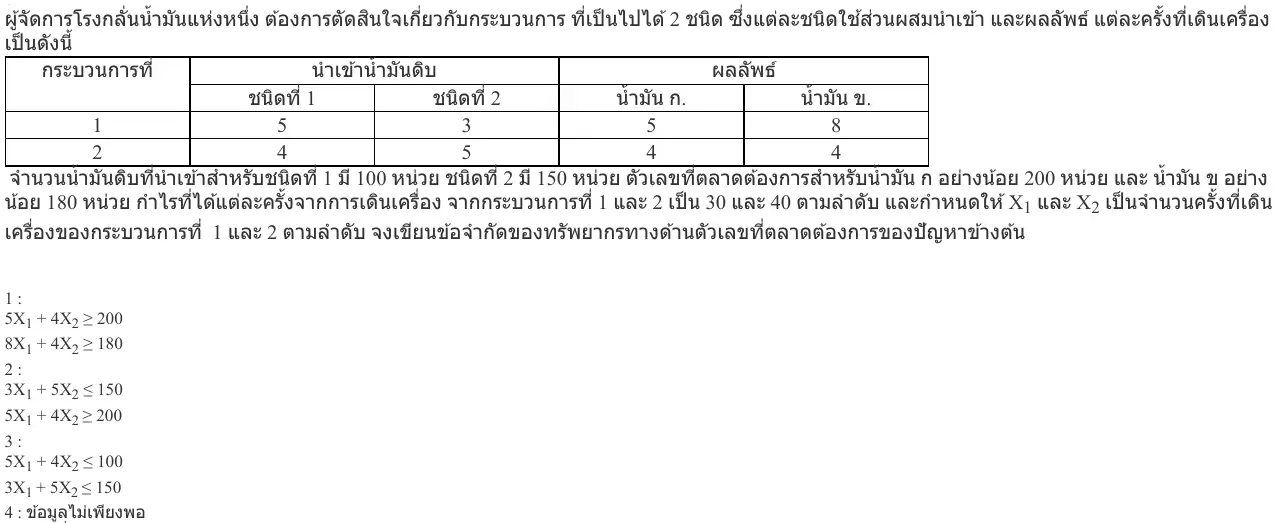 ผู้จัดการโรงกลั่นน้ำมันแห่งหนึ่ง ต้องการตัดสินใจเกี่ยวกับกระบวนการ ที่เป็นไปได้ 2 ชนิด ซึ่งแต่ละชนิดใช้ส่วนผสมนำเข้า และผลลัพธ์ แต่ละครั้งที่เดินเครื่อง
เป็นดังนี้
กระบวนการที่ นำเข้าน้ำมันดิบ ผลลัพธ์
ชนิดที่ 1 ชนิดที่ 2 น้ำมัน ก. น้ำมัน ข.
1 5 3 5 8
2 4 5 4 4
จำนวนน้ำมันดิบที่นำเข้าสำหรับชนิดที่ 1 มี 100 หน่วย ชนิดที่ 2 มี 150 หน่วย ตัวเลขที่ตลาดต้องการสำหรับน้ำมัน ก อย่างน้อย 200 หน่วย และ น้ำมัน ข อย่าง
น้อย 180 หน่วย กำไรที่ได้แต่ละครั้งจากการเดินเครื่อง จากกระบวนการที่ 1 และ 2 เป็น 30 และ 40 ตามลำดับ และกำหนดให้ X₁ และ X₂ เป็นจำนวนครั้งที่เดิน
เครื่องของกระบวนการที่ 1 และ 2 ตามลำดับ จงเขียนข้อจำกัดของทรัพยากรทางด้านตัวเลขที่ตลาดต้องการของปัญหาข้างต้น
1 :
5X₁ + 4X₂ ≥ 200
8X₁ + 4X₂ ≥ 180
2 :
3X₁ + 5X₂ ≤ 150
5X₁ + 4X₂ ≥ 200
3 :
5X₁ + 4X₂ ≤ 100
3X₁ + 5X₂ ≤ 150
4 : ข้อมูลไม่เพียงพอ